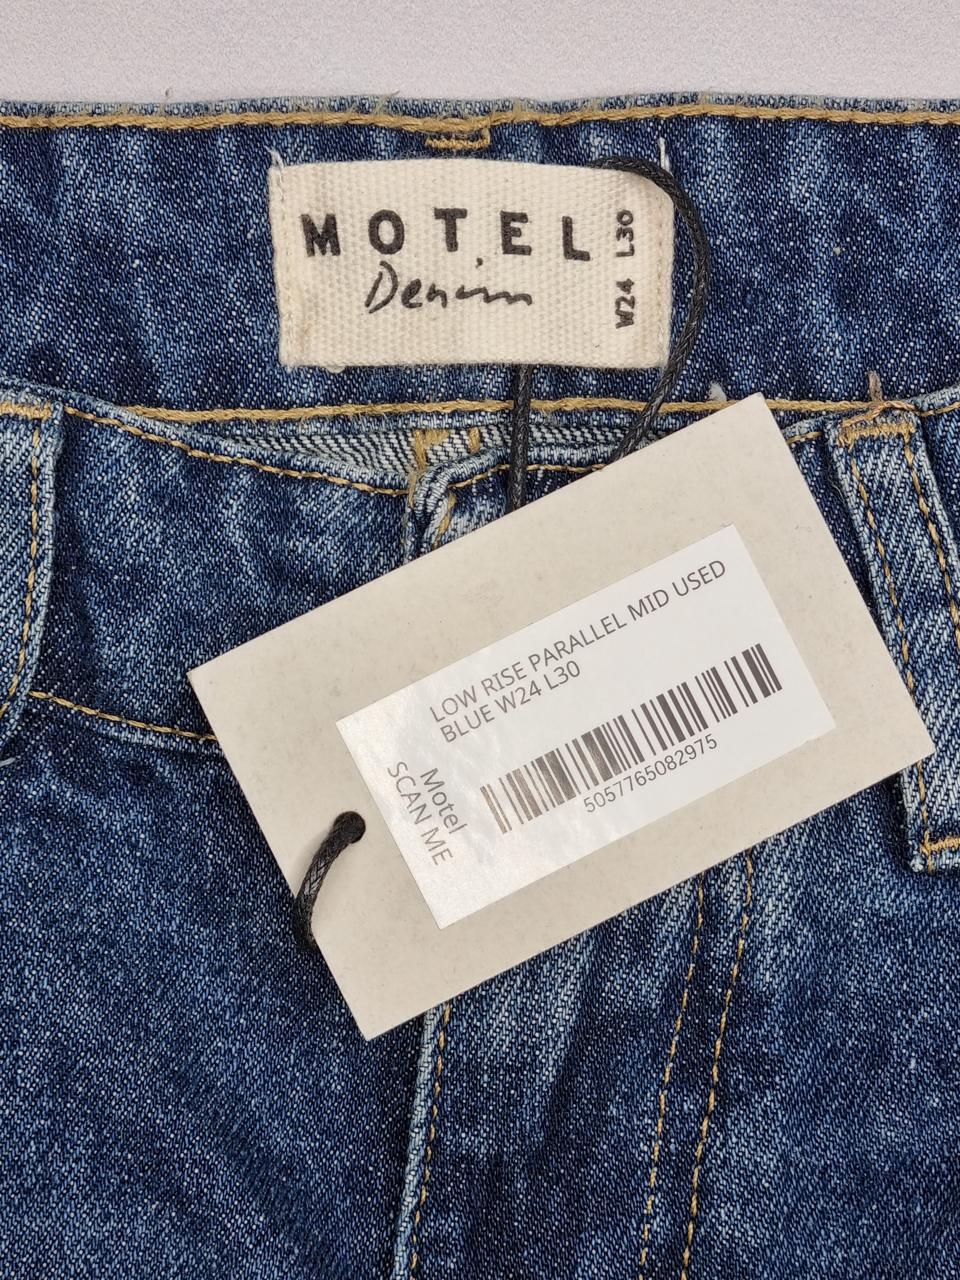 MOTEL
Denim
W24 L30
LOW RISE PARALLEL MID USED
BLUE W24 L30
5057765082975
Motel
SCAN ME